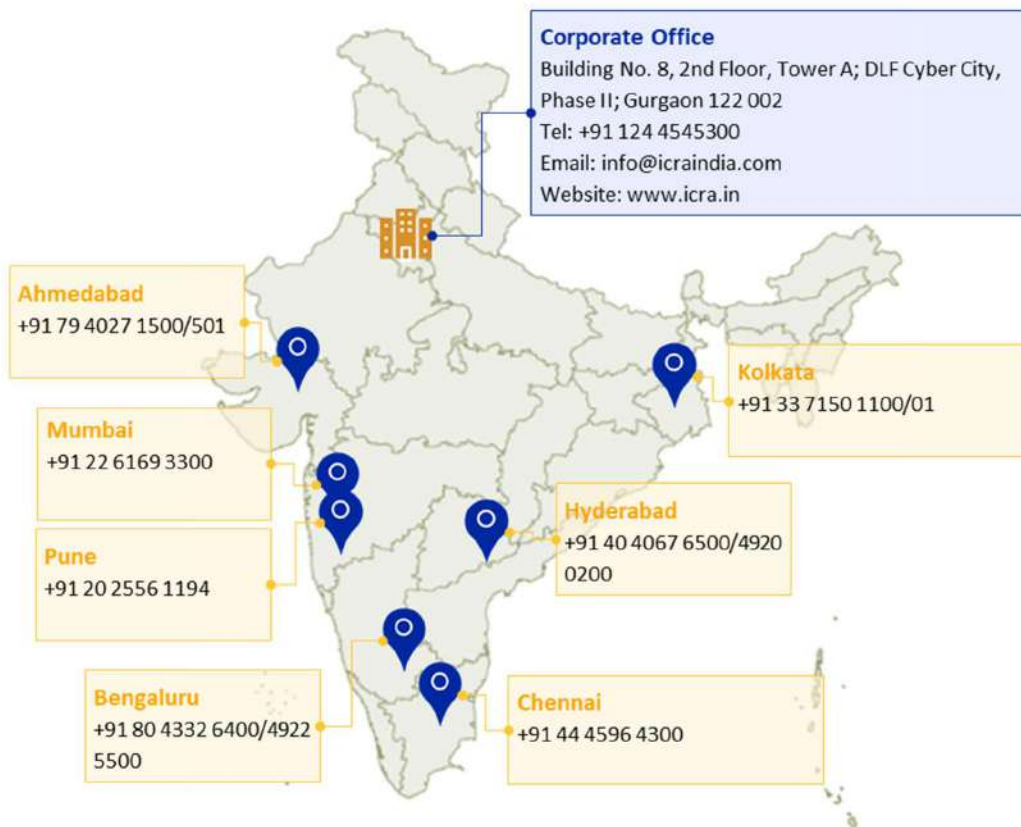 Corporate Office
Building No. 8, 2nd Floor, Tower A; DLF Cyber City,
Phase II; Gurgaon 122 002
Tel: +91 124 4545300
Email: info@icraindia.com
Website: www.icra.in
Ahmedabad
+91 79 4027 1500/501
Kolkata
+91 33 7150 1100/01
Mumbai
+91 22 6169 3300
Hyderabad
+91 40 4067 6500/4920
0200
Pune
+91 20 2556 1194
Bengaluru
+91 80 4332 6400/4922
5500
Chennai
+91 44 4596 4300